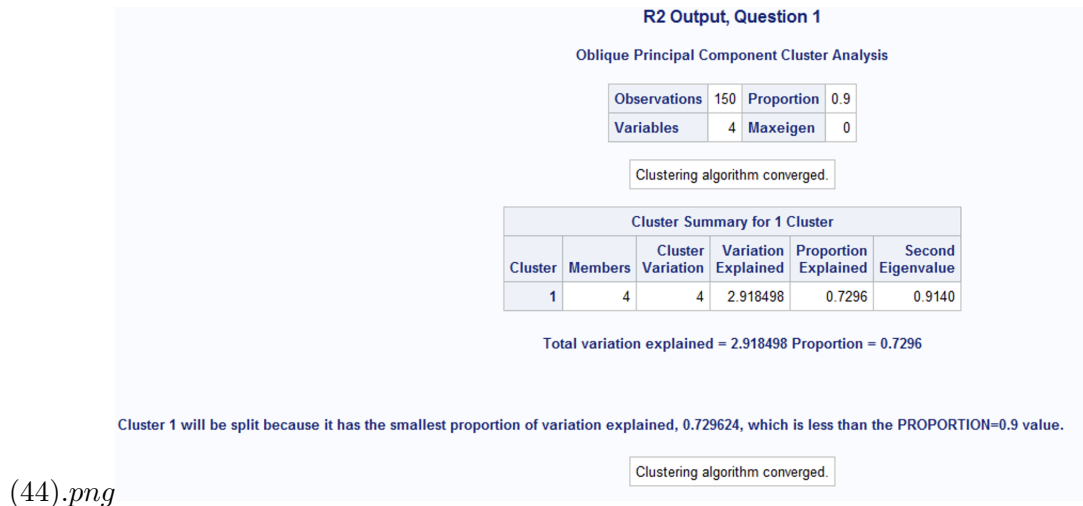 R2 Output, Question 1
Oblique Principal Component Cluster Analysis
Observations 150 Proportion 0.9
Variables 4 Maxeigen 0
Clustering algorithm converged.
Cluster Summary for 1 Cluster
Cluster Members Cluster Variation Variation Explained Proportion Explained Second Eigenvalue
1 4 4 2.918498 0.7296 0.9140
Total variation explained = 2.918498 Proportion = 0.7296
Cluster 1 will be split because it has the smallest proportion of variation explained, 0.729624, which is less than the PROPORTION=0.9 value.
Clustering algorithm converged.
(44).png